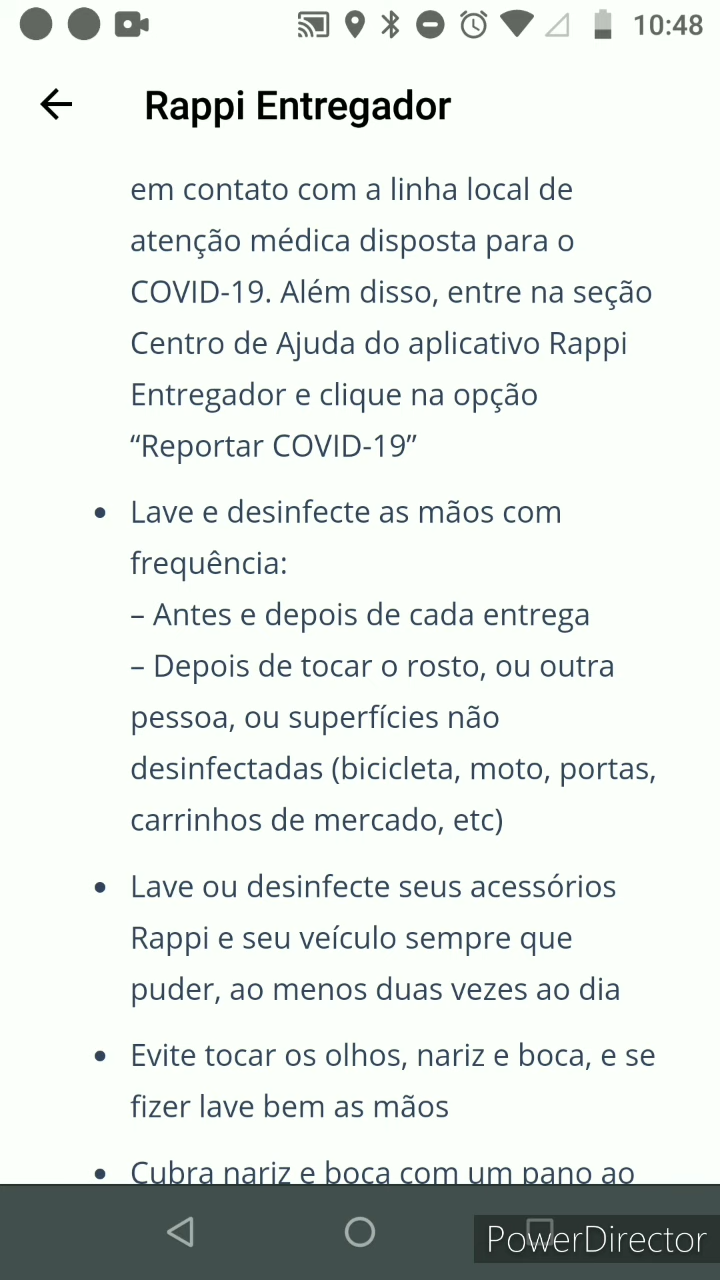 10:48
Rappi Entregador
em contato com a linha local de
atenção médica disposta para o
COVID-19. Além disso, entre na seção
Centro de Ajuda do aplicativo Rappi
Entregador e clique na opção
“Reportar COVID-19”
• Lave e desinfecte as mãos com
frequência:
– Antes e depois de cada entrega
– Depois de tocar o rosto, ou outra
pessoa, ou superfícies não
desinfectadas (bicicleta, moto, portas,
carrinhos de mercado, etc)
• Lave ou desinfecte seus acessórios
Rappi e seu veículo sempre que
puder, ao menos duas vezes ao dia
• Evite tocar os olhos, nariz e boca, e se
fizer lave bem as mãos
• Cubra nariz e boca com um pano ao
PowerDirector